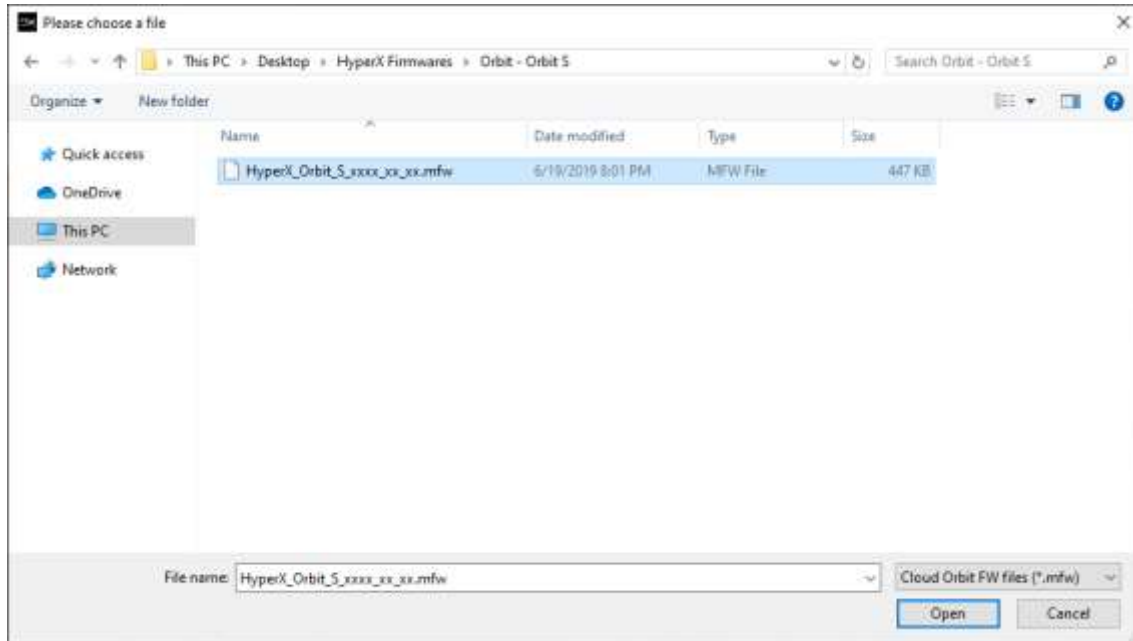 Please choose a file
This PC > Desktop > HyperX Firmwares > Orbit - Orbit S
Search Orbit - Orbit S
Organize
New folder
Name
Date modified
Type
Size
Quick access
HyperX_Orbit_S_xxxx_xx_xx.mfw
6/19/2019 8:01 PM
MFW File
447 KB
OneDrive
This PC
Network
File name:
HyperX_Orbit_S_xxxx_xx_xx.mfw
Cloud Orbit FW files (*.mfw)
Open
Cancel